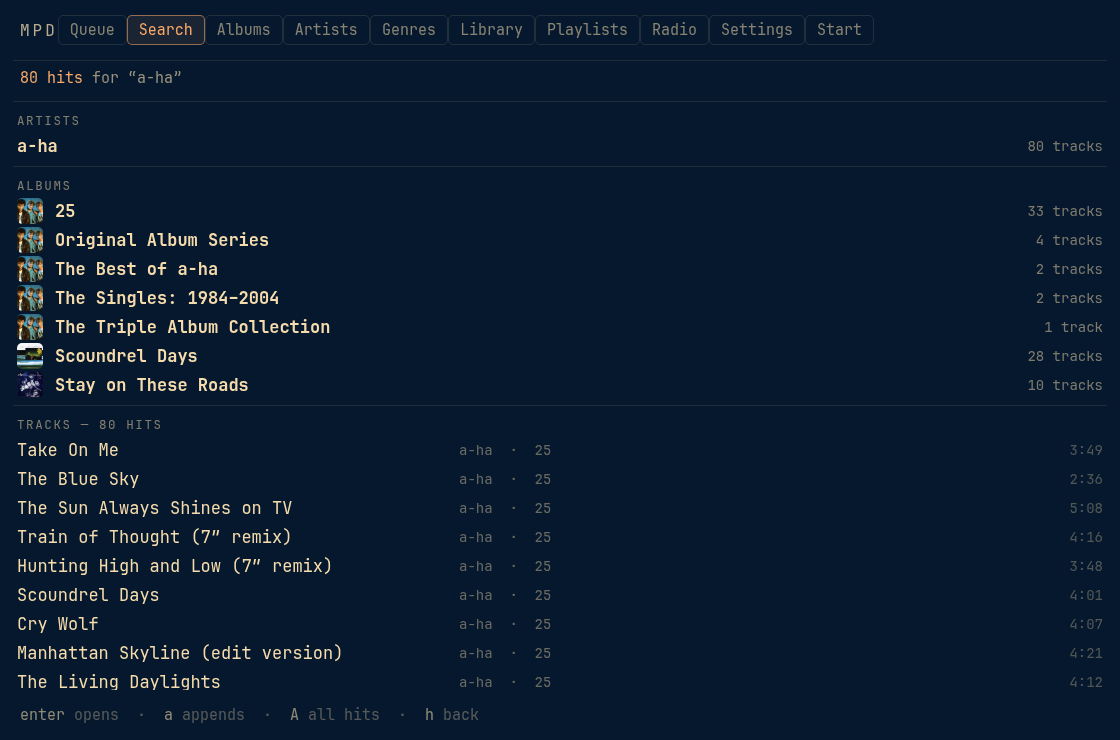 MPD Queue Search Albums Artists Genres Library Playlists Radio Settings Start
80 hits for “a-ha”
ARTISTS
a-ha 80 tracks
ALBUMS
25 33 tracks
Original Album Series 4 tracks
The Best of a-ha 2 tracks
The Singles: 1984–2004 2 tracks
The Triple Album Collection 1 track
Scoundrel Days 28 tracks
Stay on These Roads 10 tracks
TRACKS — 80 HITS
Take On Me a-ha · 25 3:49
The Blue Sky a-ha · 25 2:36
The Sun Always Shines on TV a-ha · 25 5:08
Train of Thought (7″ remix) a-ha · 25 4:16
Hunting High and Low (7″ remix) a-ha · 25 3:48
Scoundrel Days a-ha · 25 4:01
Cry Wolf a-ha · 25 4:07
Manhattan Skyline (edit version) a-ha · 25 4:21
The Living Daylights a-ha · 25 4:12
enter opens · a appends · A all hits · h back